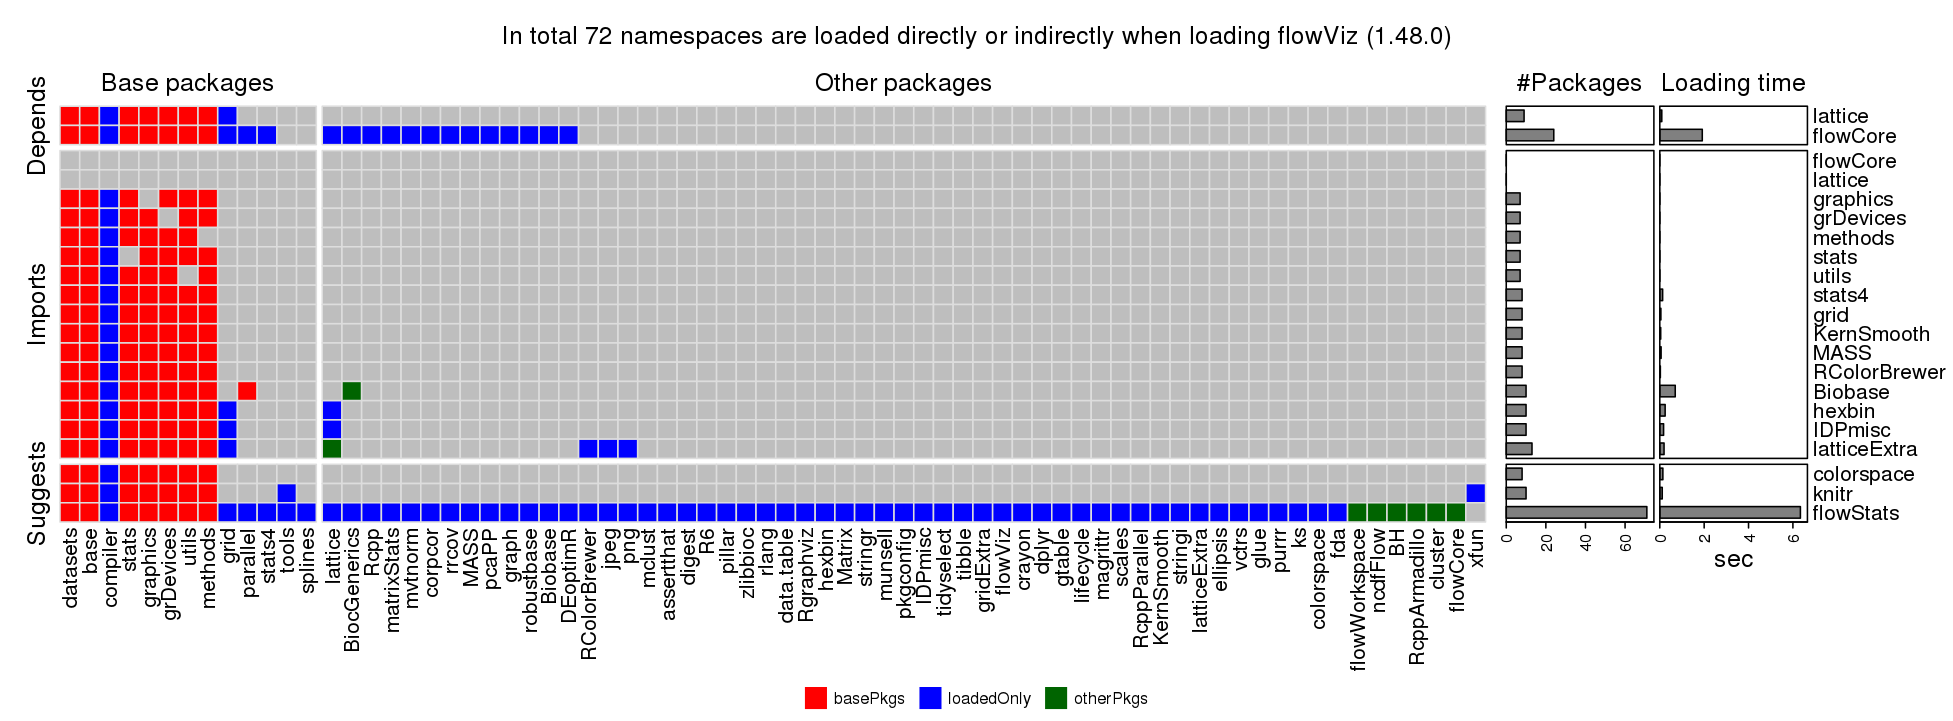 In total 72 namespaces are loaded directly or indirectly when loading flowViz (1.48.0)
Base packages
Other packages
#Packages
Loading time
Depends
Imports
Suggests
lattice
flowCore
flowCore
lattice
graphics
grDevices
methods
stats
utils
stats4
grid
KernSmooth
MASS
RColorBrewer
Biobase
hexbin
IDPmisc
latticeExtra
colorspace
knitr
flowStats
datasets
base
compiler
stats
graphics
grDevices
utils
methods
grid
parallel
stats4
tools
splines
lattice
BiocGenerics
Rcpp
matrixStats
mvtnorm
corpcor
rrcov
MASS
pcaPP
graph
robustbase
Biobase
DEoptimR
RColorBrewer
jpeg
png
mclust
assertthat
digest
R6
pillar
zlibbioc
rlang
data.table
Rgraphviz
hexbin
Matrix
stringr
munsell
pkgconfig
IDPmisc
tidyselect
tibble
gridExtra
flowViz
crayon
dplyr
gtable
lifecycle
magrittr
scales
RcppParallel
KernSmooth
stringi
latticeExtra
ellipsis
vctrs
glue
purrr
ks
colorspace
fda
flowWorkspace
ncdfFlow
BH
RcppArmadillo
cluster
flowCore
xfun
0
20
40
60
0
2
4
6
sec
basePkgs
loadedOnly
otherPkgs